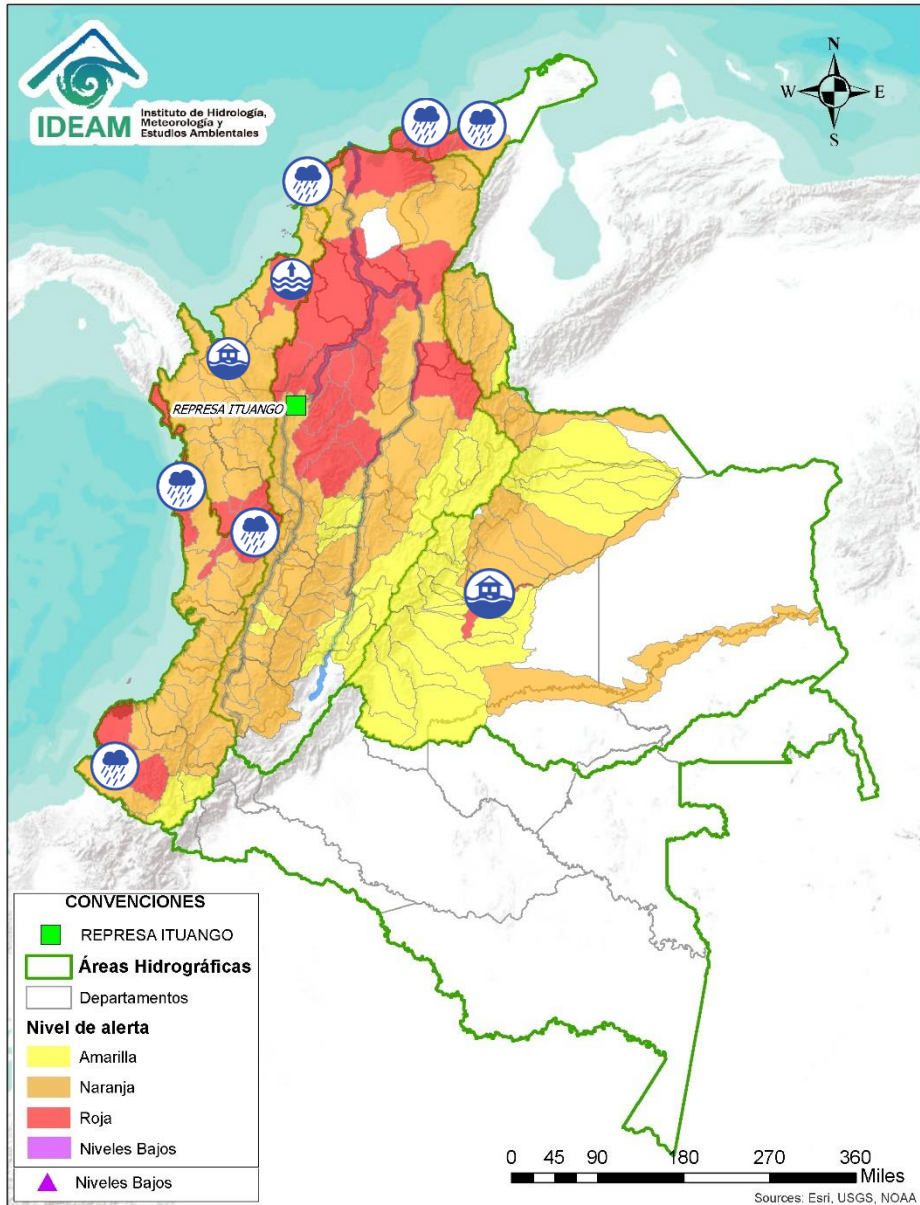 IDEAM
Instituto de Hidrología,
Meteorología y
Estudios Ambientales
N
W
E
S
REPRESA ITUANGO
CONVENCIONES
REPRESA ITUANGO
Áreas Hidrográficas
Departamentos
Nivel de alerta
Amarilla
Naranja
Roja
Niveles Bajos
Niveles Bajos
0 45 90 180 270 360
Miles
Sources: Esri, USGS, NOAA